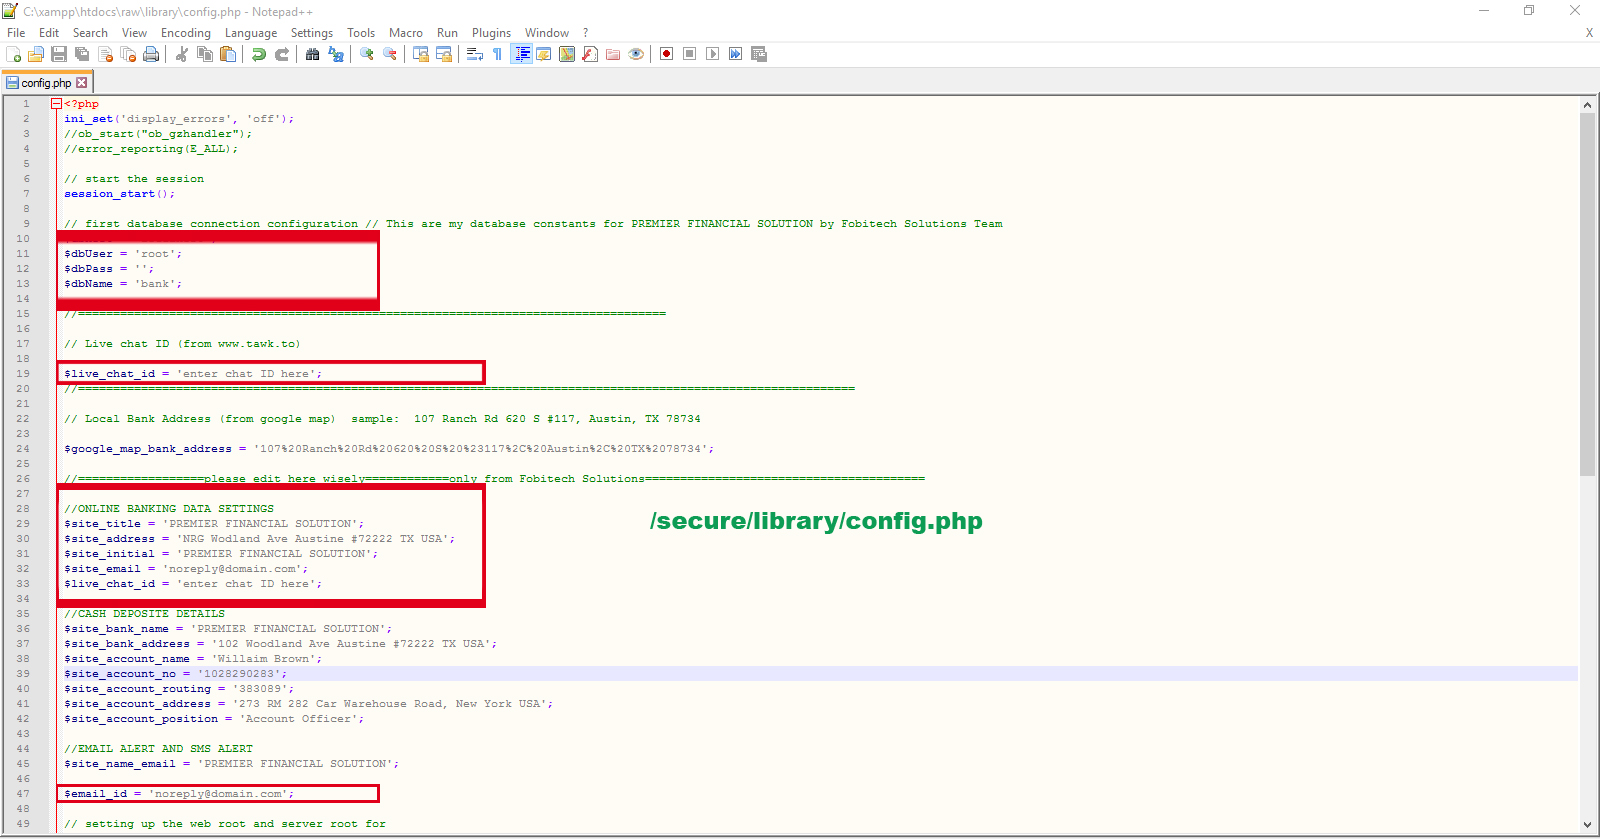 C:\xampp\htdocs\raw\library\config.php - Notepad++
File Edit Search View Encoding Language Settings Tools Macro Run Plugins Window ? X
config.php
1 <?php
2 ini_set('display_errors', 'off');
3 //ob_start("ob_gzhandler");
4 //error_reporting(E_ALL);
5
6 // start the session
7 session_start();
8
9 // first database connection configuration // This are my database constants for PREMIER FINANCIAL SOLUTION by Fobitech Solutions Team
10
11 $dbUser = 'root';
12 $dbPass = '';
13 $dbName = 'bank';
14
15 //====================================================================================
16
17 // Live chat ID (from www.tawk.to)
18
19 $live_chat_id = 'enter chat ID here';
20 //===============================================================================================================
21
22 // Local Bank Address (from google map)  sample:  107 Ranch Rd 620 S #117, Austin, TX 78734
23
24 $google_map_bank_address = '107%20Ranch%20Rd%20620%20S%20%23117%2C%20Austin%2C%20TX%2078734';
25
26 //==================please edit here wisely============only from Fobitech Solutions========================================
27
28 //ONLINE BANKING DATA SETTINGS
29 $site_title = 'PREMIER FINANCIAL SOLUTION';
30 $site_address = 'NRG Wodland Ave Austine #72222 TX USA';
31 $site_initial = 'PREMIER FINANCIAL SOLUTION';
32 $site_email = 'noreply@domain.com';
33 $live_chat_id = 'enter chat ID here';
34
/secure/library/config.php
35 //CASH DEPOSITE DETAILS
36 $site_bank_name = 'PREMIER FINANCIAL SOLUTION';
37 $site_bank_address = '102 Woodland Ave Austine #72222 TX USA';
38 $site_account_name = 'Willaim Brown';
39 $site_account_no = '1028290283';
40 $site_account_routing = '383089';
41 $site_account_address = '273 RM 282 Car Warehouse Road, New York USA';
42 $site_account_position = 'Account Officer';
43
44 //EMAIL ALERT AND SMS ALERT
45 $site_name_email = 'PREMIER FINANCIAL SOLUTION';
46
47 $email_id = 'noreply@domain.com';
48
49 // setting up the web root and server root for